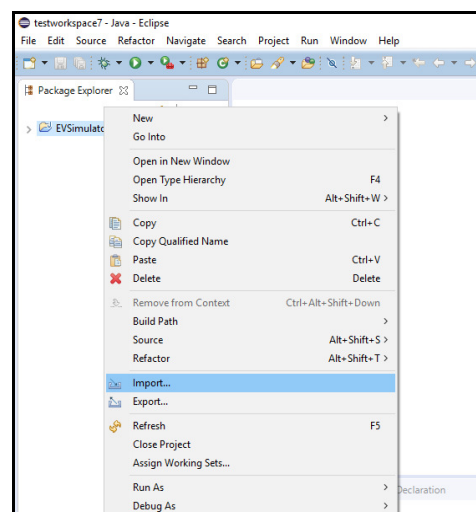 testworkspace7 - Java - Eclipse
File Edit Source Refactor Navigate Search Project Run Window Help
Package Explorer
EVSimulato
New
Go Into
Open in New Window
Open Type Hierarchy F4
Show In Alt+Shift+W >
Copy Ctrl+C
Copy Qualified Name
Paste Ctrl+V
Delete Delete
Remove from Context Ctrl+Alt+Shift+Down
Build Path >
Source Alt+Shift+S >
Refactor Alt+Shift+T >
Import...
Export...
Refresh F5
Close Project
Assign Working Sets...
Run As >
Declaration
Debug As >